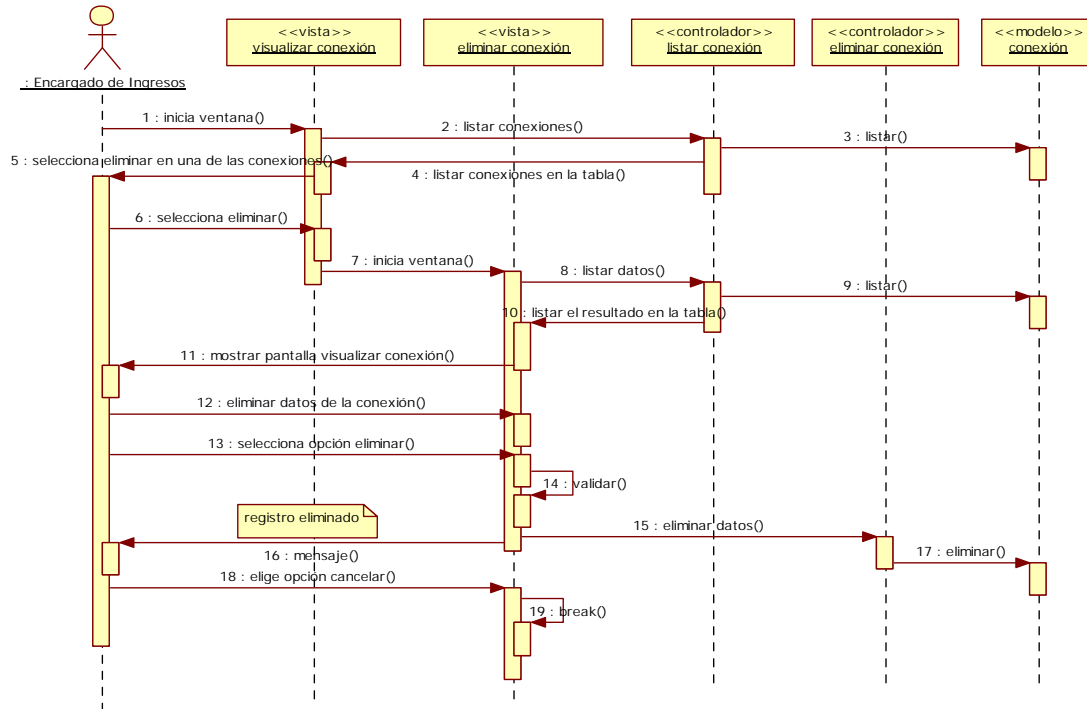 <<vista>>
visualizar conexión
<<vista>>
eliminar conexión
<<controlador>>
listar conexión
<<controlador>>
eliminar conexión
<<modelo>>
conexión
: Encargado de Ingresos
1 : inicia ventana()
2 : listar conexiones()
3 : listar()
5 : selecciona eliminar en una de las conexiones()
4 : listar conexiones en la tabla()
6 : selecciona eliminar()
7 : inicia ventana()
8 : listar datos()
9 : listar()
10 : listar el resultado en la tabla()
11 : mostrar pantalla visualizar conexión()
12 : eliminar datos de la conexión()
13 : selecciona opción eliminar()
14 : validar()
registro eliminado
15 : eliminar datos()
16 : mensaje()
17 : eliminar()
18 : elige opción cancelar()
19 : break()